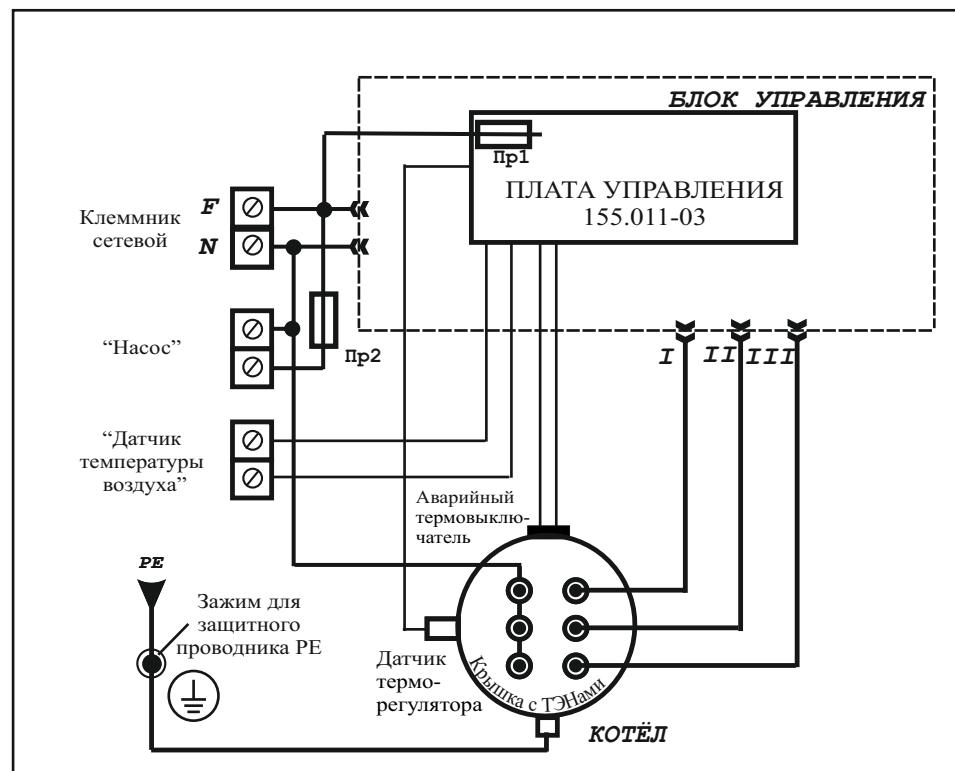 БЛОК УПРАВЛЕНИЯ
Пр1
ПЛАТА УПРАВЛЕНИЯ
155.011-03
Клеммник
сетевой
F
N
“Насос”
Пр2
I
II
III
“Датчик
температуры
воздуха”
Аварийный
термовыклю-
чатель
PE
Зажим для
защитного
проводника PE
Датчик
термо-
регулятора
Крышка с ТЭНами
КОТЁЛ